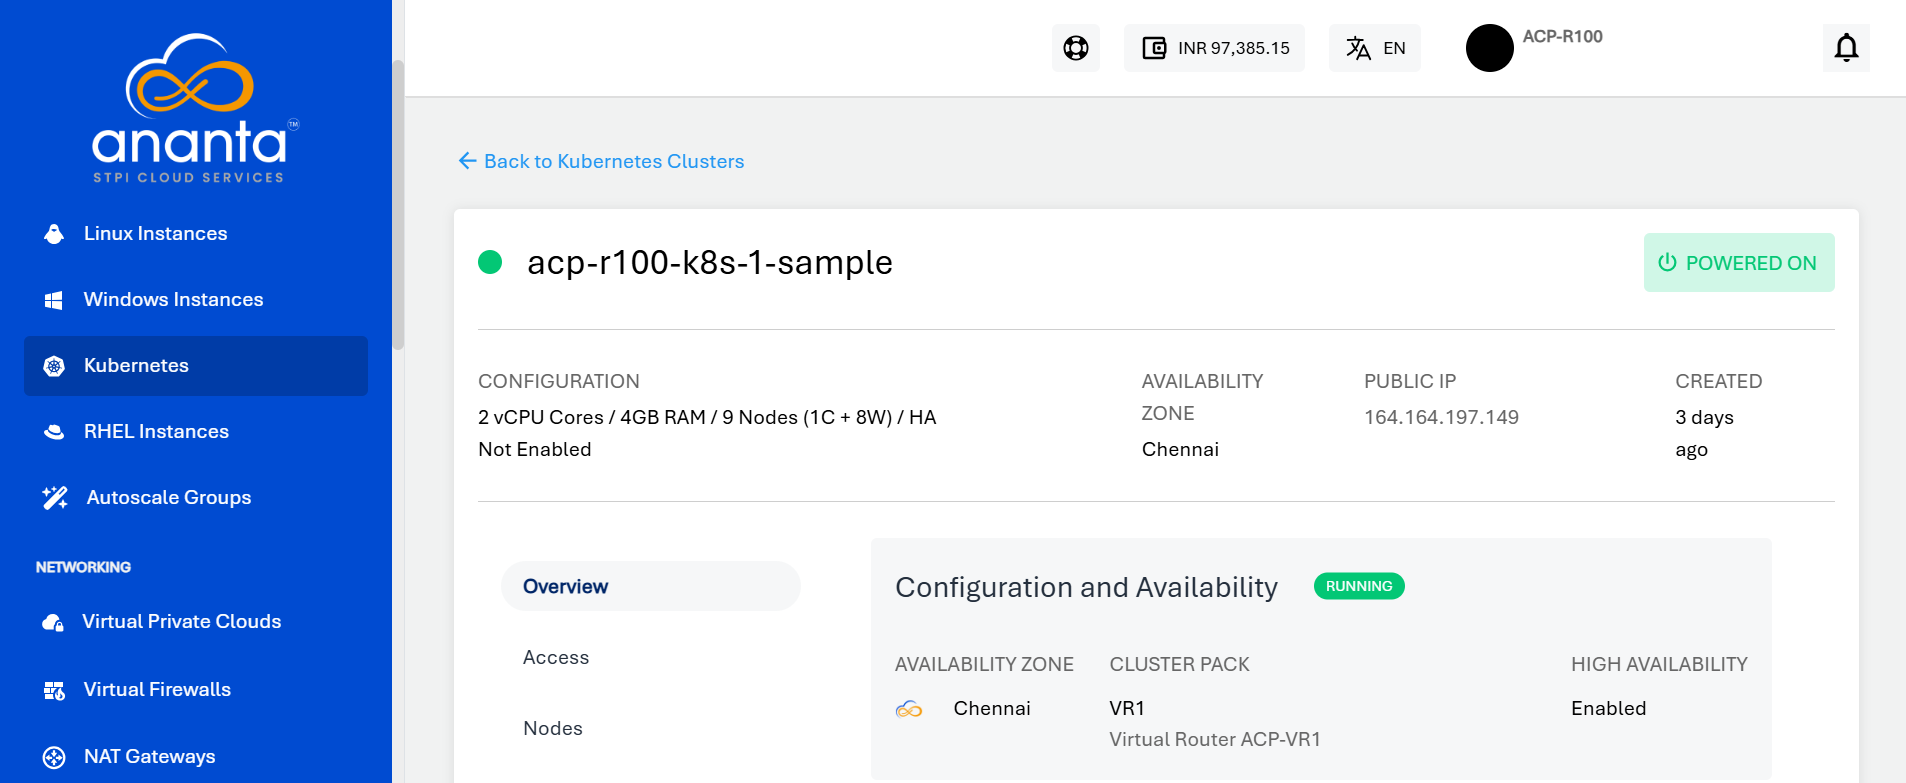 ananta
TM
STPI CLOUD SERVICES
Linux Instances
Windows Instances
Kubernetes
RHEL Instances
Autoscale Groups
NETWORKING
Virtual Private Clouds
Virtual Firewalls
NAT Gateways
INR 97,385.15
EN
ACP-R100
Back to Kubernetes Clusters
acp-r100-k8s-1-sample
POWERED ON
CONFIGURATION
2 vCPU Cores / 4GB RAM / 9 Nodes (1C + 8W) / HA
Not Enabled
AVAILABILITY
ZONE
Chennai
PUBLIC IP
164.164.197.149
CREATED
3 days
ago
Overview
Access
Nodes
Configuration and Availability
RUNNING
AVAILABILITY ZONE
Chennai
CLUSTER PACK
VR1
Virtual Router ACP-VR1
HIGH AVAILABILITY
Enabled